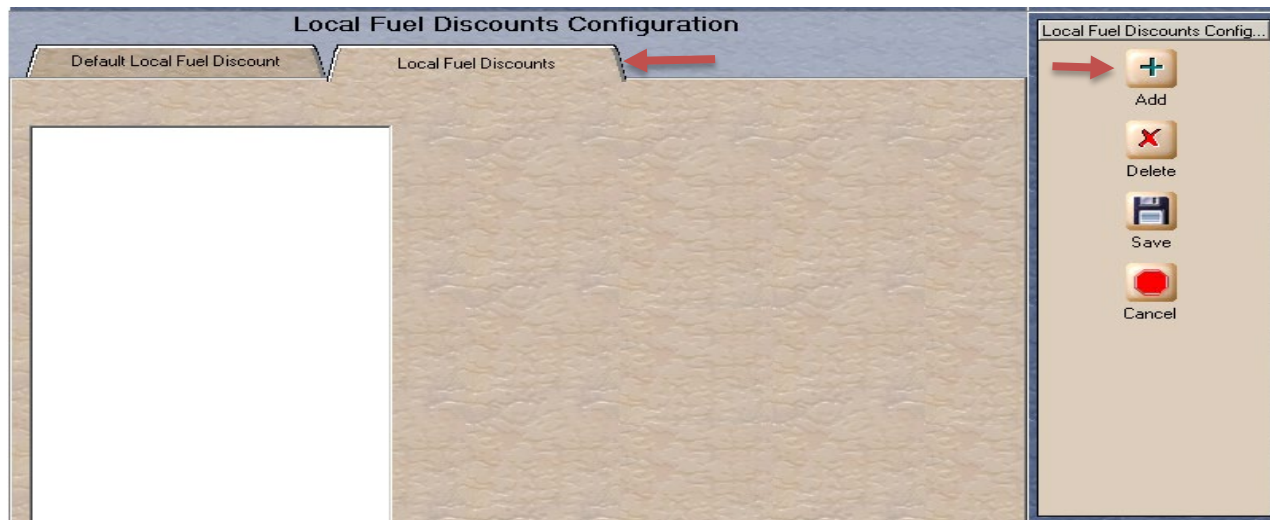 Local Fuel Discounts Configuration
Default Local Fuel Discount
Local Fuel Discounts
Local Fuel Discounts Config...
Add
Delete
Save
Cancel